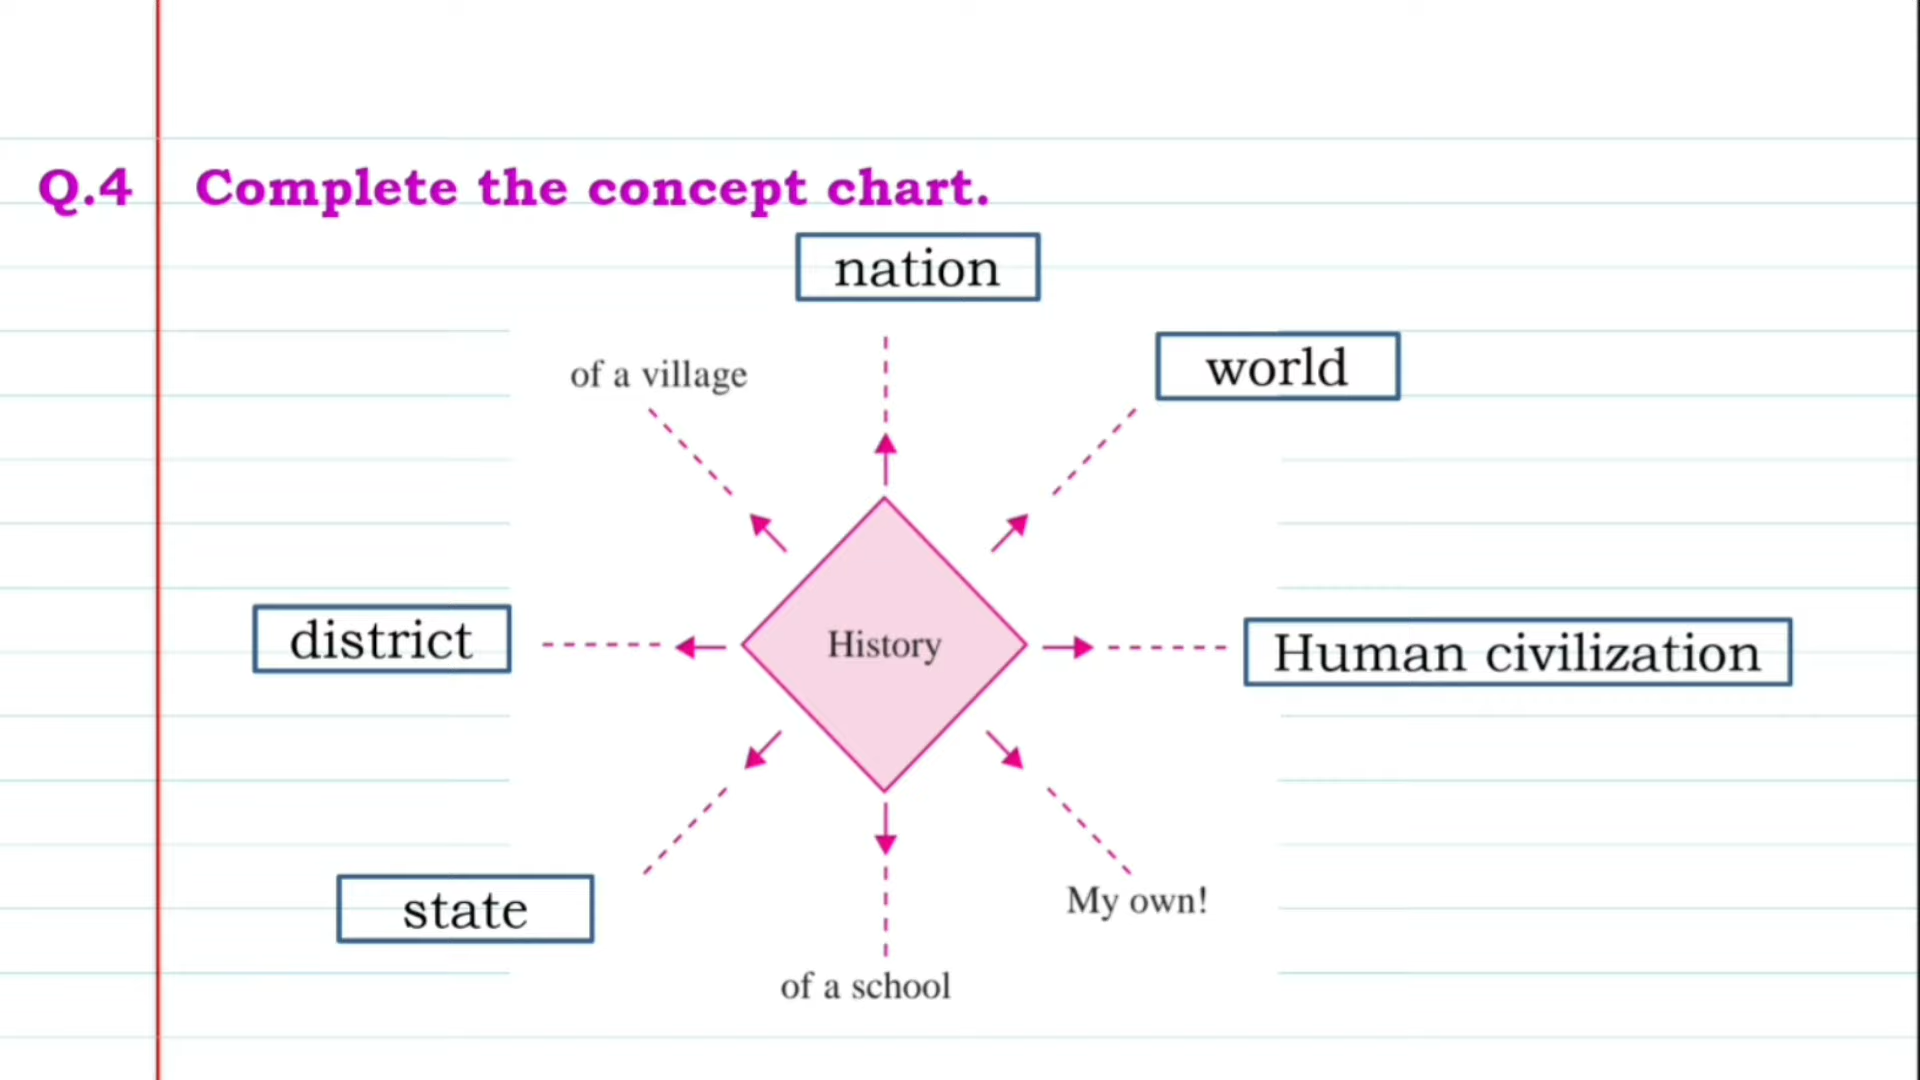 Q.4 Complete the concept chart.
nation
of a village
world
district
History
Human civilization
state
My own!
of a school